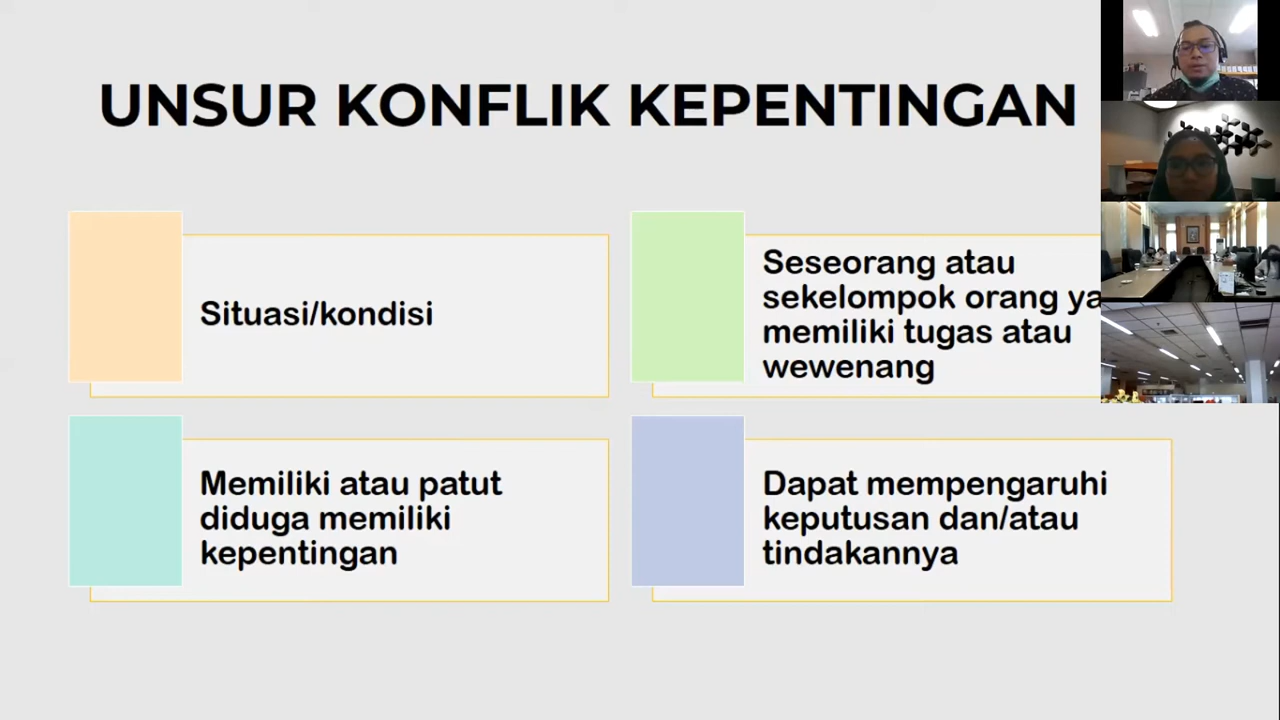 UNSUR KONFLIK KEPENTINGAN
Situasi/kondisi
Seseorang atau
sekelompok orang
memiliki tugas atau
wewenang
Memiliki atau patut
diduga memiliki
kepentingan
Dapat mempengaruhi
keputusan dan/atau
tindakannya